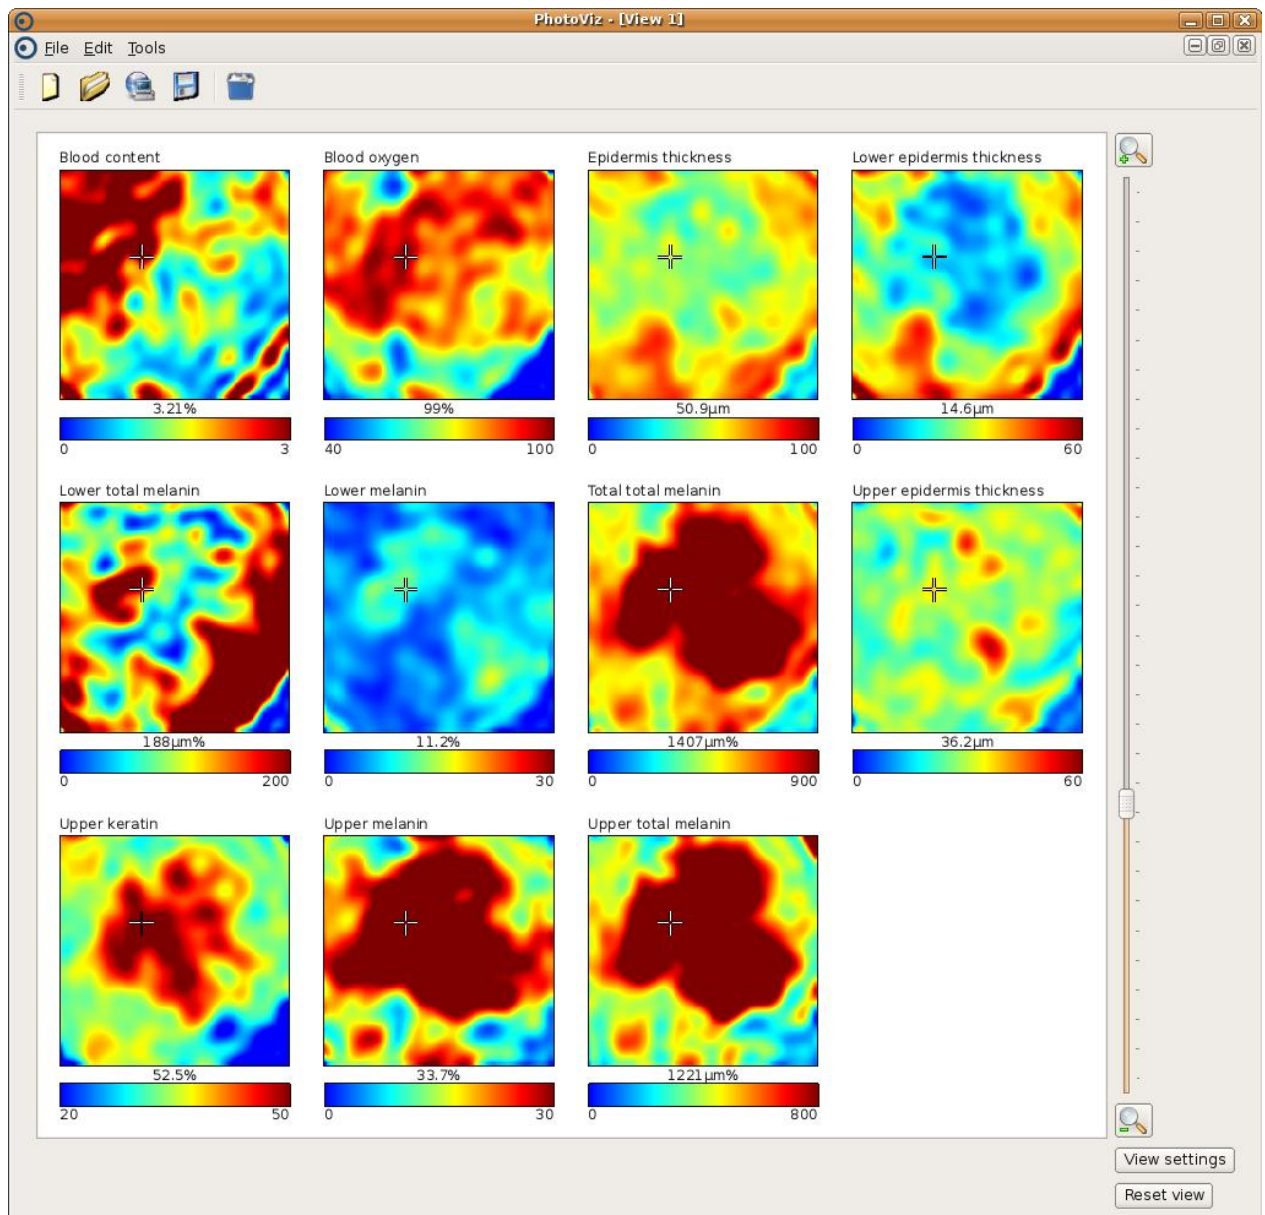 PhotoViz - [View 1]
File Edit Tools
Blood content Blood oxygen Epidermis thickness Lower epidermis thickness
3.21% 99% 50.9µm 14.6µm
0 3 40 100 0 100 0 60
Lower total melanin Lower melanin Total total melanin Upper epidermis thickness
188µm% 11.2% 1407µm% 36.2µm
0 200 0 30 0 900 0 60
Upper keratin Upper melanin Upper total melanin
52.5% 33.7% 1221µm%
20 50 0 30 0 800
View settings
Reset view